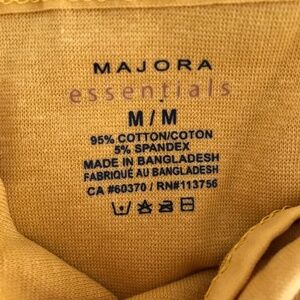 MAJORA
essentials
M/M
95% COTTON/COTON
5% SPANDEX
MADE IN BANGLADESH
FABRIQUÉ AU BANGLADESH
CA #60370 / RN#113756